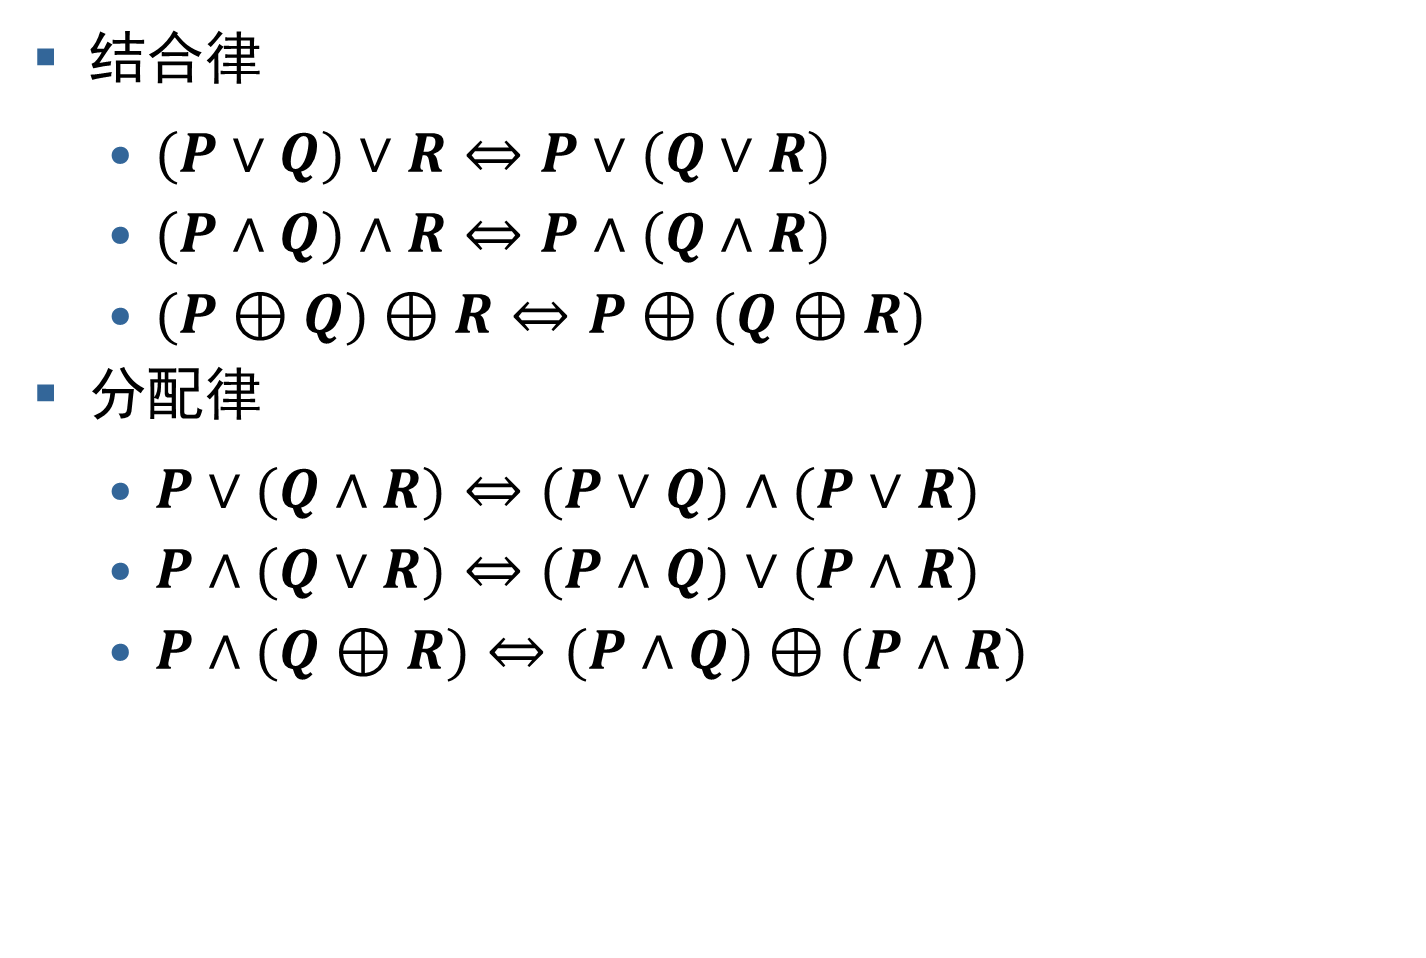 ▪ 结合律
• (P ∨ Q) ∨ R ⇔ P ∨ (Q ∨ R)
• (P ∧ Q) ∧ R ⇔ P ∧ (Q ∧ R)
• (P ⊕ Q) ⊕ R ⇔ P ⊕ (Q ⊕ R)
▪ 分配律
• P ∨ (Q ∧ R) ⇔ (P ∨ Q) ∧ (P ∨ R)
• P ∧ (Q ∨ R) ⇔ (P ∧ Q) ∨ (P ∧ R)
• P ∧ (Q ⊕ R) ⇔ (P ∧ Q) ⊕ (P ∧ R)